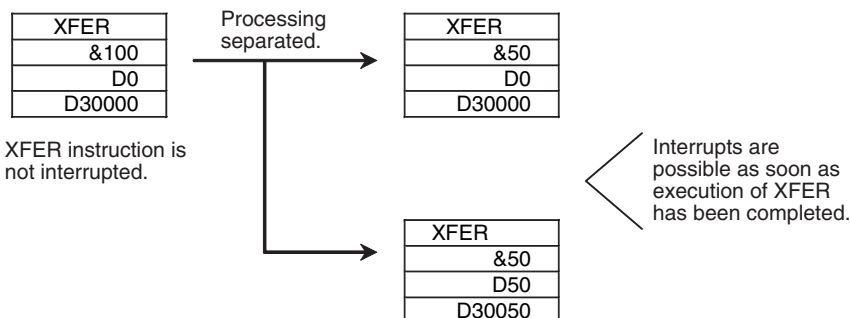 XFER
&100
D0
D30000
XFER instruction is
not interrupted.
Processing
separated.
XFER
&50
D0
D30000
XFER
&50
D50
D30050
Interrupts are
possible as soon as
execution of XFER
has been completed.